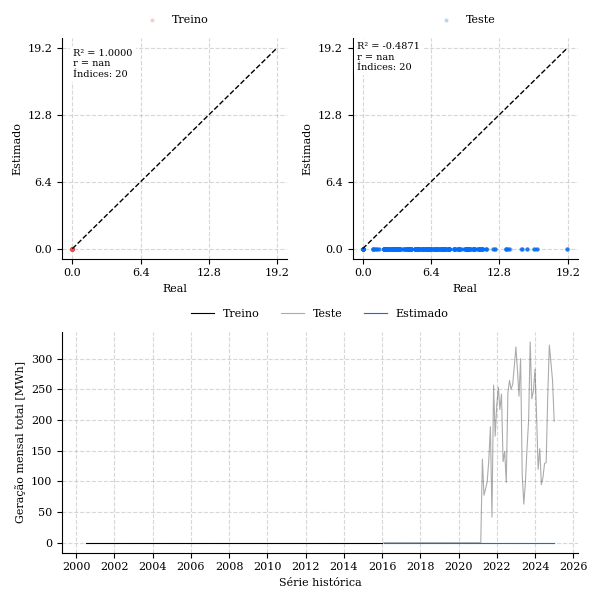 Treino
Teste
R² = 1.0000
r = nan
Índices: 20
R² = -0.4871
r = nan
Índices: 20
19.2
12.8
6.4
0.0
Estimado
0.0 6.4 12.8 19.2
Real
19.2
12.8
6.4
0.0
Estimado
0.0 6.4 12.8 19.2
Real
Treino Teste Estimado
300
250
200
150
100
50
0
Geração mensal total [MWh]
2000 2002 2004 2006 2008 2010 2012 2014 2016 2018 2020 2022 2024 2026
Série histórica